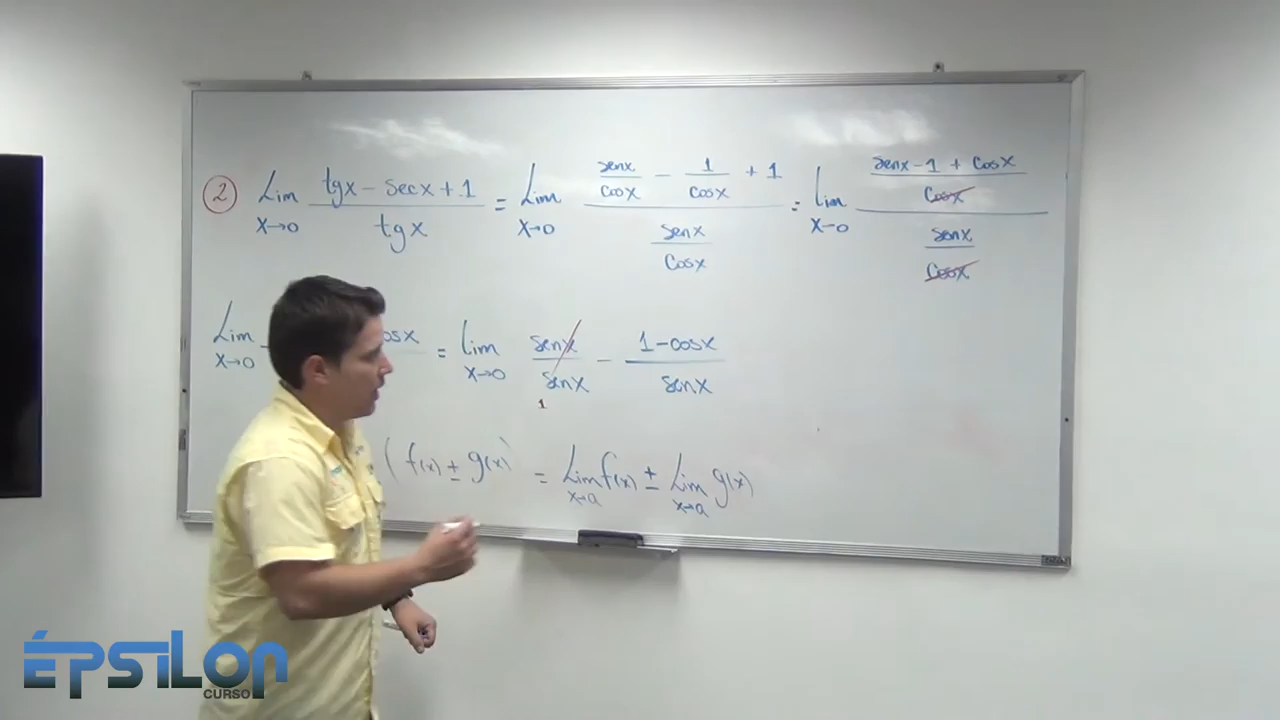 2 Lim x→0 (tgx - secx + 1)/(tgx) = Lim x→0 (senx/cosx - 1/cosx + 1)/(senx/cosx) = Lim x→0 ((senx - 1 + cosx)/cosx)/(senx/cosx)
Lim x→0 osx = Lim x→0 senx/senx - (1-cosx)/senx
1
(f(x) ± g(x)) = Lim x→a f(x) ± Lim x→a g(x)
ÉPSILON
CURSO